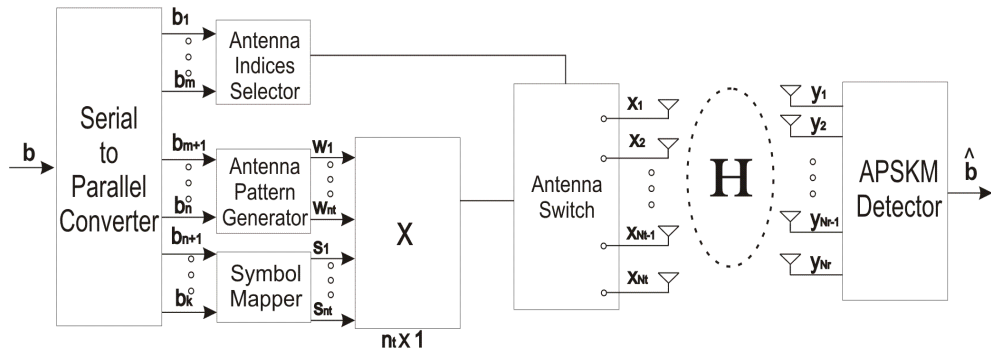 b
Serial
to
Parallel
Converter
b1
bm
Antenna
Indices
Selector
bm+1
bn
Antenna
Pattern
Generator
w1
wnt
bn+1
bk
Symbol
Mapper
s1
snt
X
nt x 1
Antenna
Switch
x1
x2
xNt-1
xNt
H
y1
y2
yNr-1
yNr
APSKM
Detector
^
b